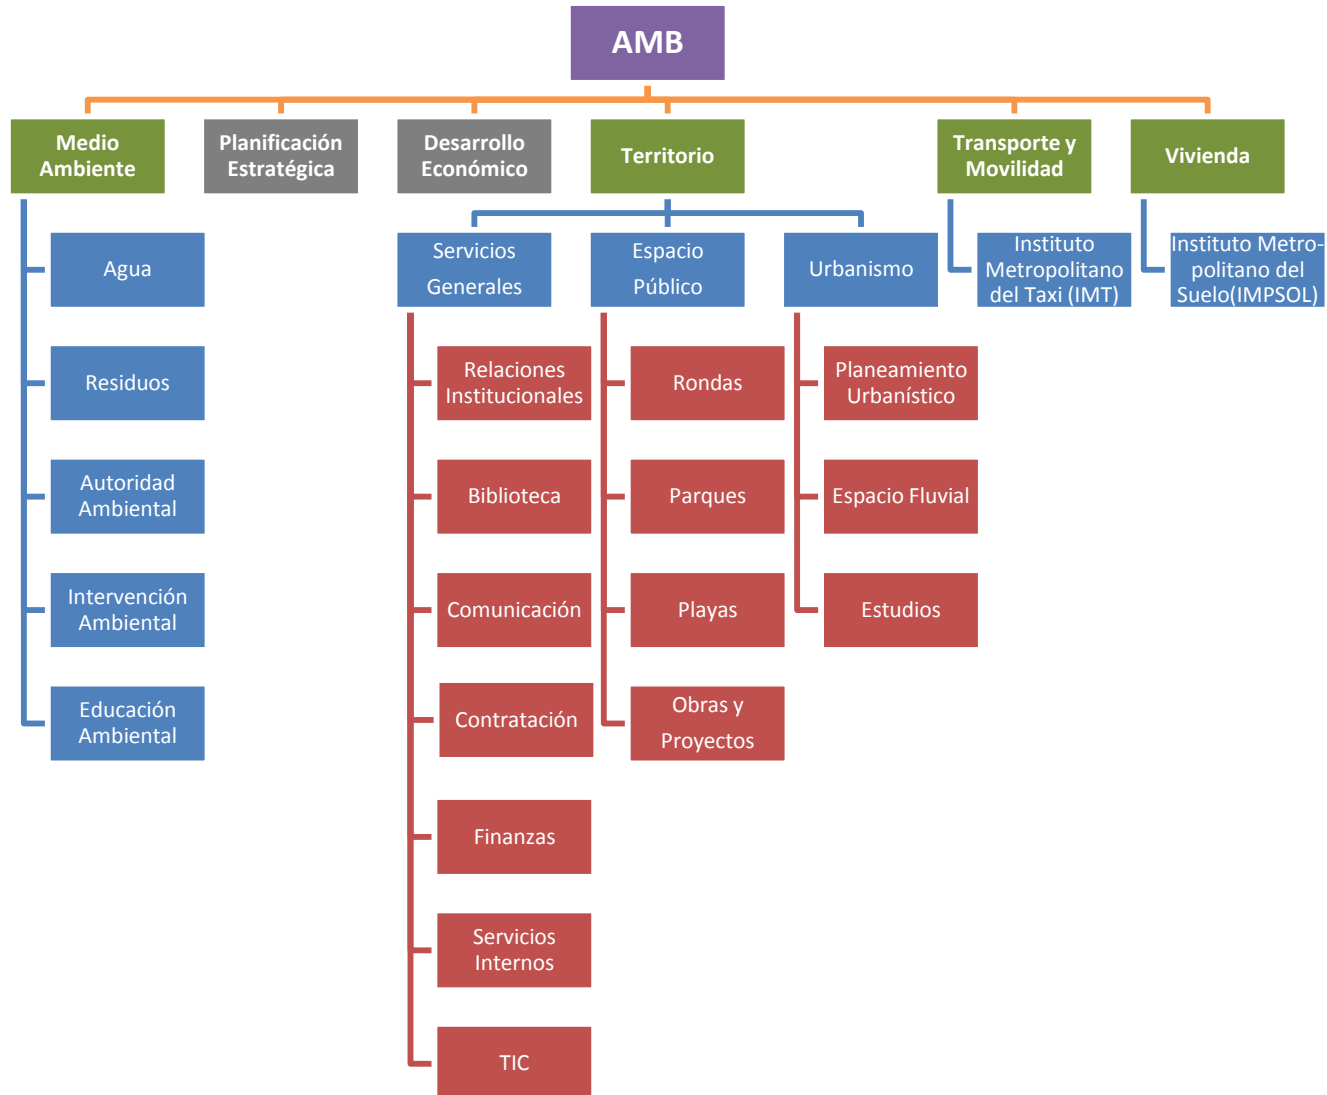 AMB
Medio
Ambiente
Planificación
Estratégica
Desarrollo
Económico
Territorio
Transporte y
Movilidad
Vivienda
Agua
Residuos
Autoridad
Ambiental
Intervención
Ambiental
Educación
Ambiental
Servicios
Generales
Relaciones
Institucionales
Biblioteca
Comunicación
Contratación
Finanzas
Servicios
Internos
TIC
Espacio
Público
Rondas
Parques
Playas
Obras y
Proyectos
Urbanismo
Planeamiento
Urbanístico
Espacio Fluvial
Estudios
Instituto
Metropolitano
del Taxi (IMT)
Instituto Metro-
politano del
Suelo(IMPSOL)